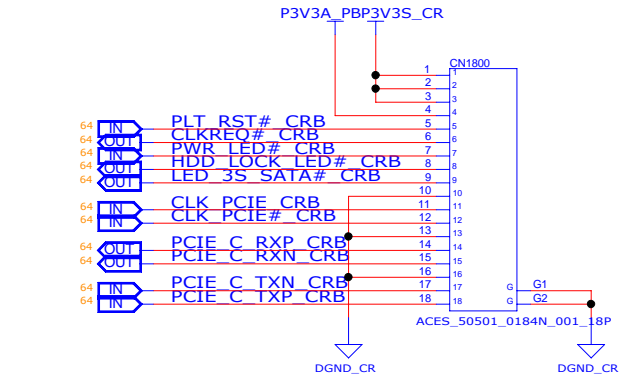 P3V3A_PBP3V3S_CR
CN1800
1 1
2 2
3 3
4 4
64 IN PLT_RST#_CRB 5 5
64 OUT CLKREQ#_CRB 6 6
64 IN PWR_LED#_CRB 7 7
64 OUT HDD_LOCK_LED#_CRB 8 8
64 OUT LED_3S_SATA#_CRB 9 9
10 10
64 IN CLK_PCIE_CRB 11 11
64 IN CLK_PCIE#_CRB 12 12
13 13
64 OUT PCIE_C_RXP_CRB 14 14
64 OUT PCIE_C_RXN_CRB 15 15
16 16
64 IN PCIE_C_TXN_CRB 17 17 G G1
64 IN PCIE_C_TXP_CRB 18 18 G G2
ACES_50501_0184N_001_18P
DGND_CR DGND_CR